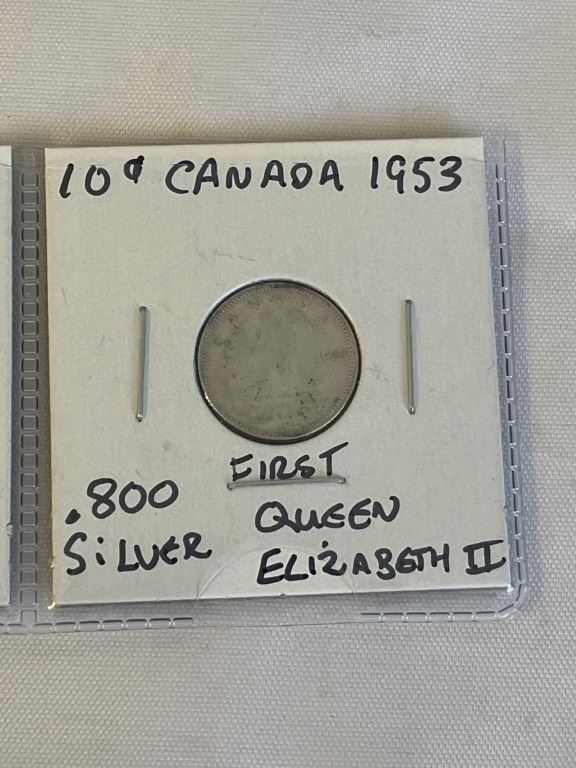 10¢ CANADA 1953
.800 SILVER
FIRST
QUEEN
ELIZABETH II